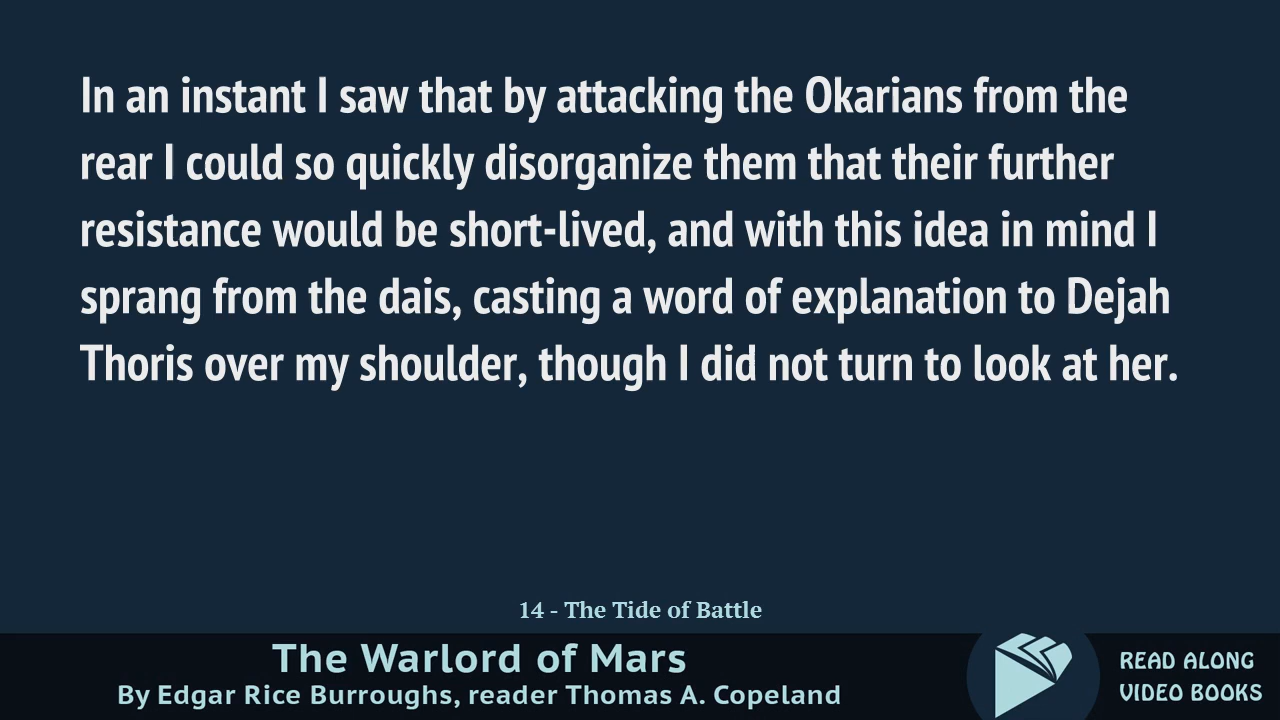 In an instant I saw that by attacking the Okarians from the
rear I could so quickly disorganize them that their further
resistance would be short-lived, and with this idea in mind I
sprang from the dais, casting a word of explanation to Dejah
Thoris over my shoulder, though I did not turn to look at her.
14 - The Tide of Battle
The Warlord of Mars
By Edgar Rice Burroughs, reader Thomas A. Copeland
READ ALONG
VIDEO BOOKS